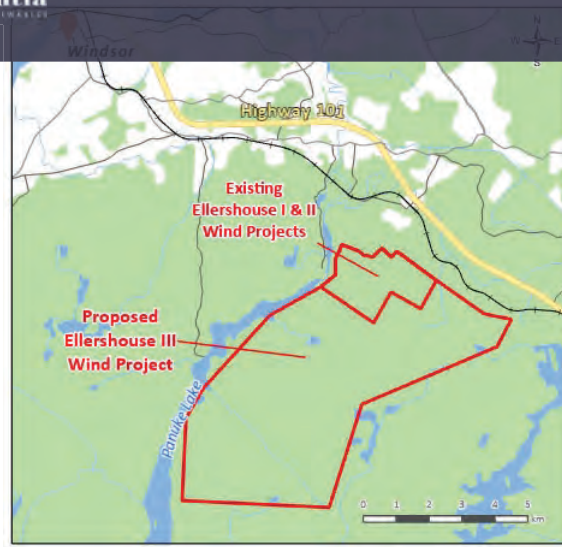 Windsor
N
W E
S
Highway 101
Existing
Ellershouse I & II
Wind Projects
Proposed
Ellershouse III
Wind Project
Panuke Lake
0 1 2 3 4 5
km